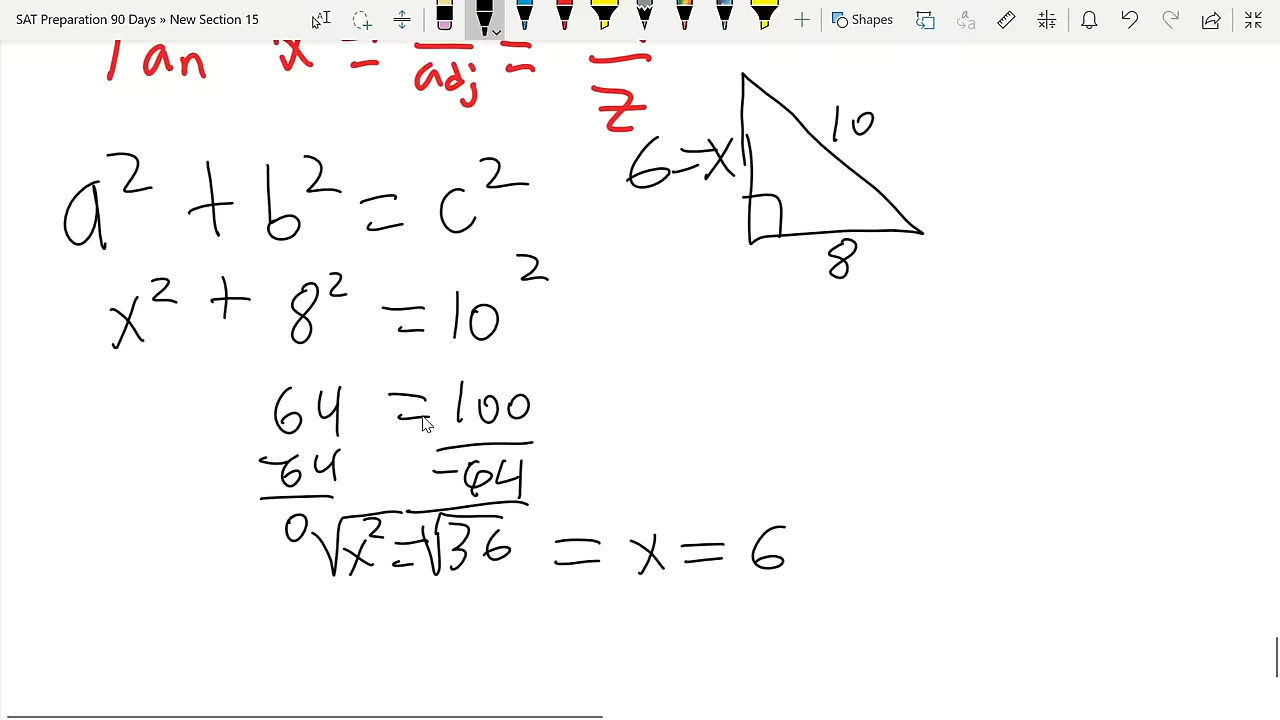 SAT Preparation 90 Days » New Section 15
Shapes
Tan x = — =
adj
z
10
6=x
8
a² + b² = c²
x² + 8² = 10²
64 = 100
-64 -64
0 √x² = √36 = x = 6